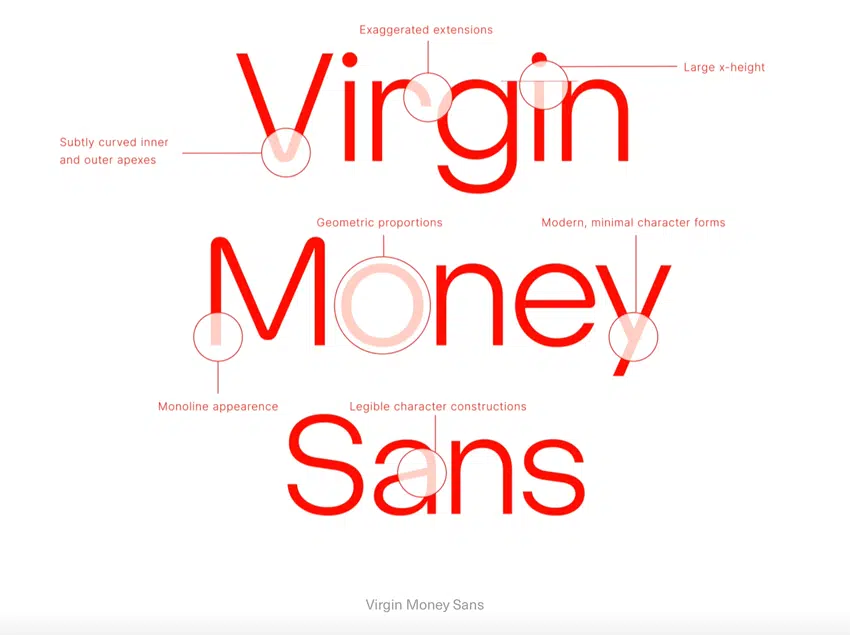 Exaggerated extensions
Virgin
Large x-height
Subtly curved inner
and outer apexes
Geometric proportions
Modern, minimal character forms
Money
Monoline appearence
Legible character constructions
Sans
Virgin Money Sans